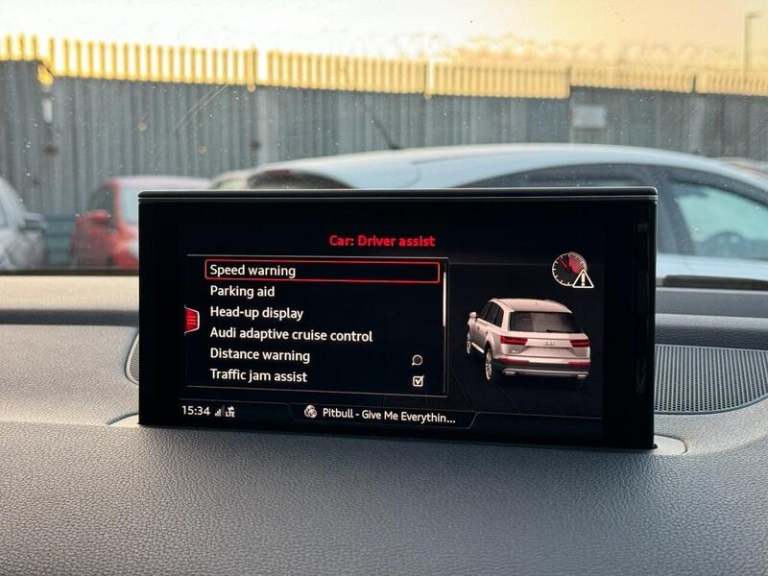 Car: Driver assist
Speed warning
Parking aid
Head-up display
Audi adaptive cruise control
Distance warning
Traffic jam assist
15:34 LTE Pitbull - Give Me Everythin...